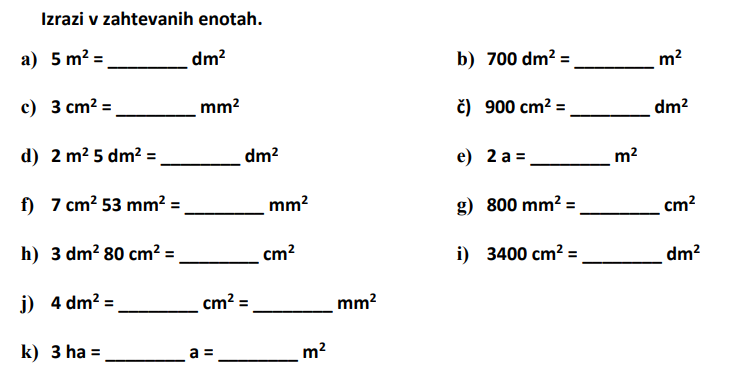 Izrazi v zahtevanih enotah.
a) 5 m² = ________ dm² b) 700 dm² = ________ m²
c) 3 cm² = ________ mm² č) 900 cm² = ________ dm²
d) 2 m² 5 dm² = ________ dm² e) 2 a = ________ m²
f) 7 cm² 53 mm² = ________ mm² g) 800 mm² = ________ cm²
h) 3 dm² 80 cm² = ________ cm² i) 3400 cm² = ________ dm²
j) 4 dm² = ________ cm² = ________ mm²
k) 3 ha = ________ a = ________ m²